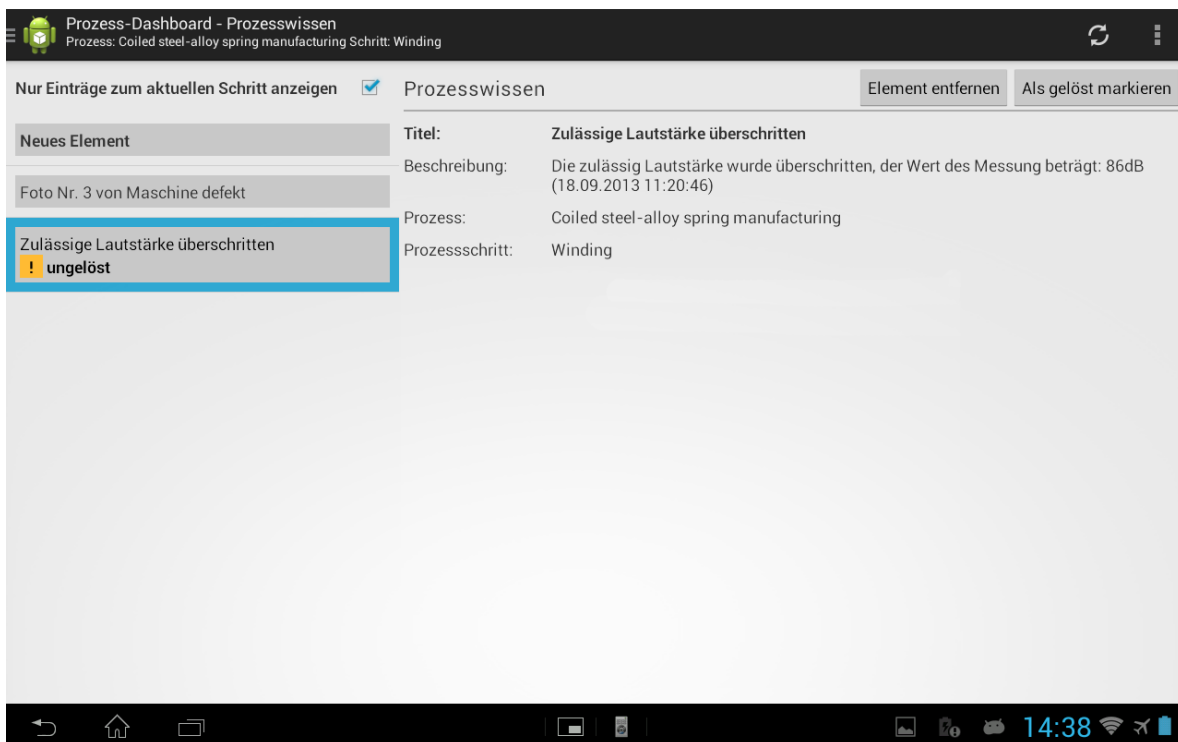 Prozess-Dashboard - Prozesswissen
Prozess: Coiled steel-alloy spring manufacturing Schritt: Winding
Nur Einträge zum aktuellen Schritt anzeigen
Neues Element
Foto Nr. 3 von Maschine defekt
Zulässige Lautstärke überschritten
! ungelöst
Prozesswissen
Element entfernen
Als gelöst markieren
Titel: Zulässige Lautstärke überschritten
Beschreibung: Die zulässig Lautstärke wurde überschritten, der Wert des Messung beträgt: 86dB
(18.09.2013 11:20:46)
Prozess: Coiled steel-alloy spring manufacturing
Prozessschritt: Winding
14:38